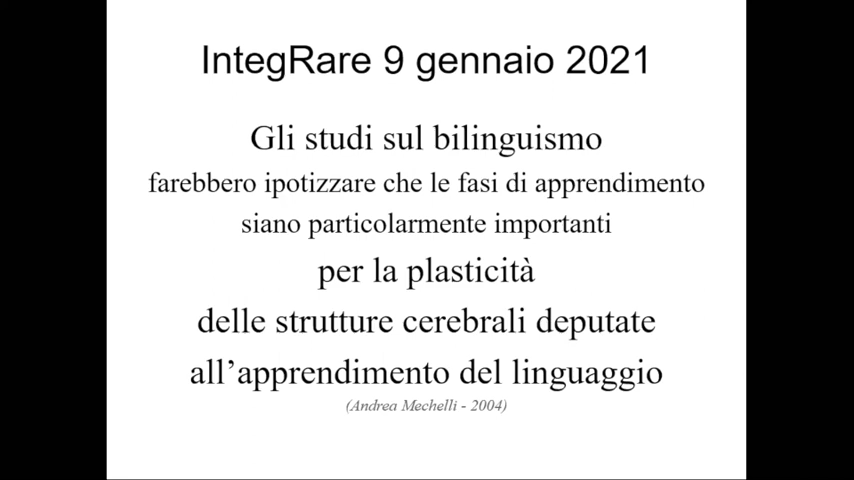 IntegRare 9 gennaio 2021
Gli studi sul bilinguismo
farebbero ipotizzare che le fasi di apprendimento
siano particolarmente importanti
per la plasticità
delle strutture cerebrali deputate
all’apprendimento del linguaggio
(Andrea Mechelli - 2004)